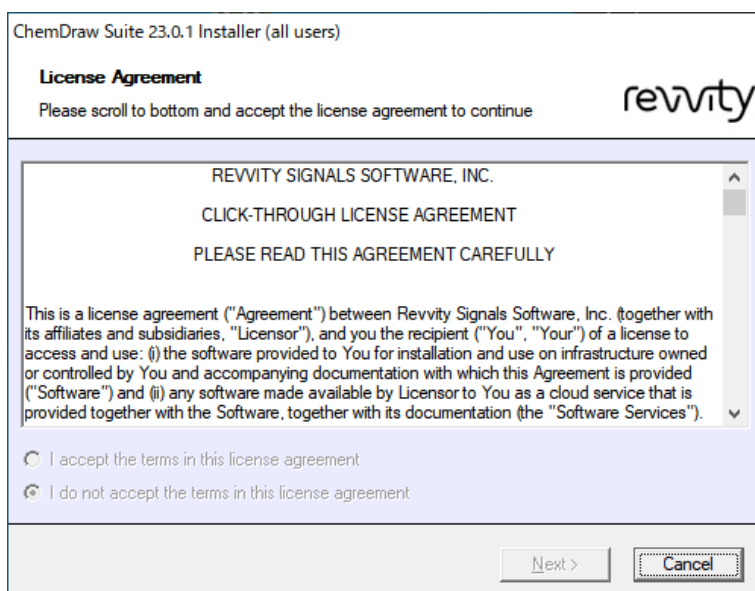 ChemDraw Suite 23.0.1 Installer (all users)
License Agreement
Please scroll to bottom and accept the license agreement to continue
revvity
REVVITY SIGNALS SOFTWARE, INC.
CLICK-THROUGH LICENSE AGREEMENT
PLEASE READ THIS AGREEMENT CAREFULLY
This is a license agreement ("Agreement") between Revvity Signals Software, Inc. (together with
its affiliates and subsidiaries, "Licensor"), and you the recipient ("You", "Your") of a license to
access and use: (i) the software provided to You for installation and use on infrastructure owned
or controlled by You and accompanying documentation with which this Agreement is provided
("Software") and (ii) any software made available by Licensor to You as a cloud service that is
provided together with the Software, together with its documentation (the "Software Services").
I accept the terms in this license agreement
I do not accept the terms in this license agreement
Next >
Cancel